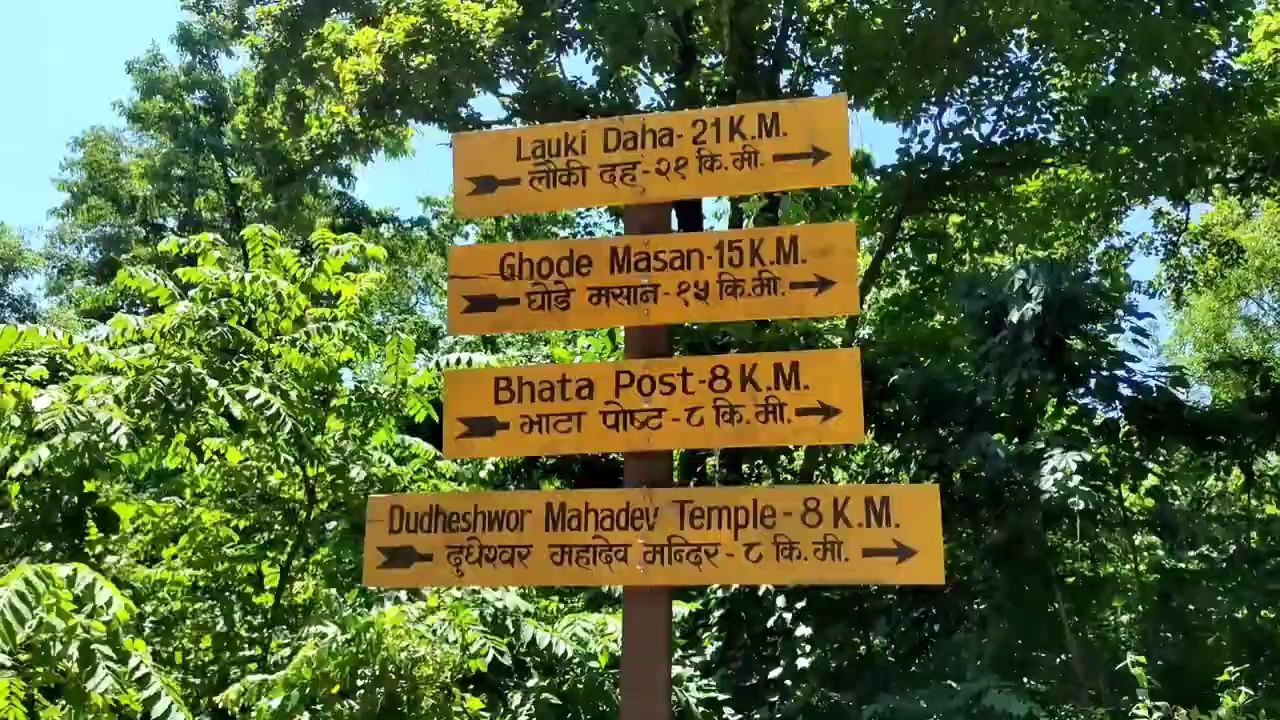 Lauki Daha-21K.M.
लौकी दह-२१ कि.मी.
Ghode Masan-15K.M.
घोडे मसान-१५ कि.मी.
Bhata Post-8K.M.
भाटा पोष्ट-८ कि.मी.
Dudheshwor Mahadev Temple-8K.M.
दुधेश्वर महादेव मन्दिर-८ कि.मी.